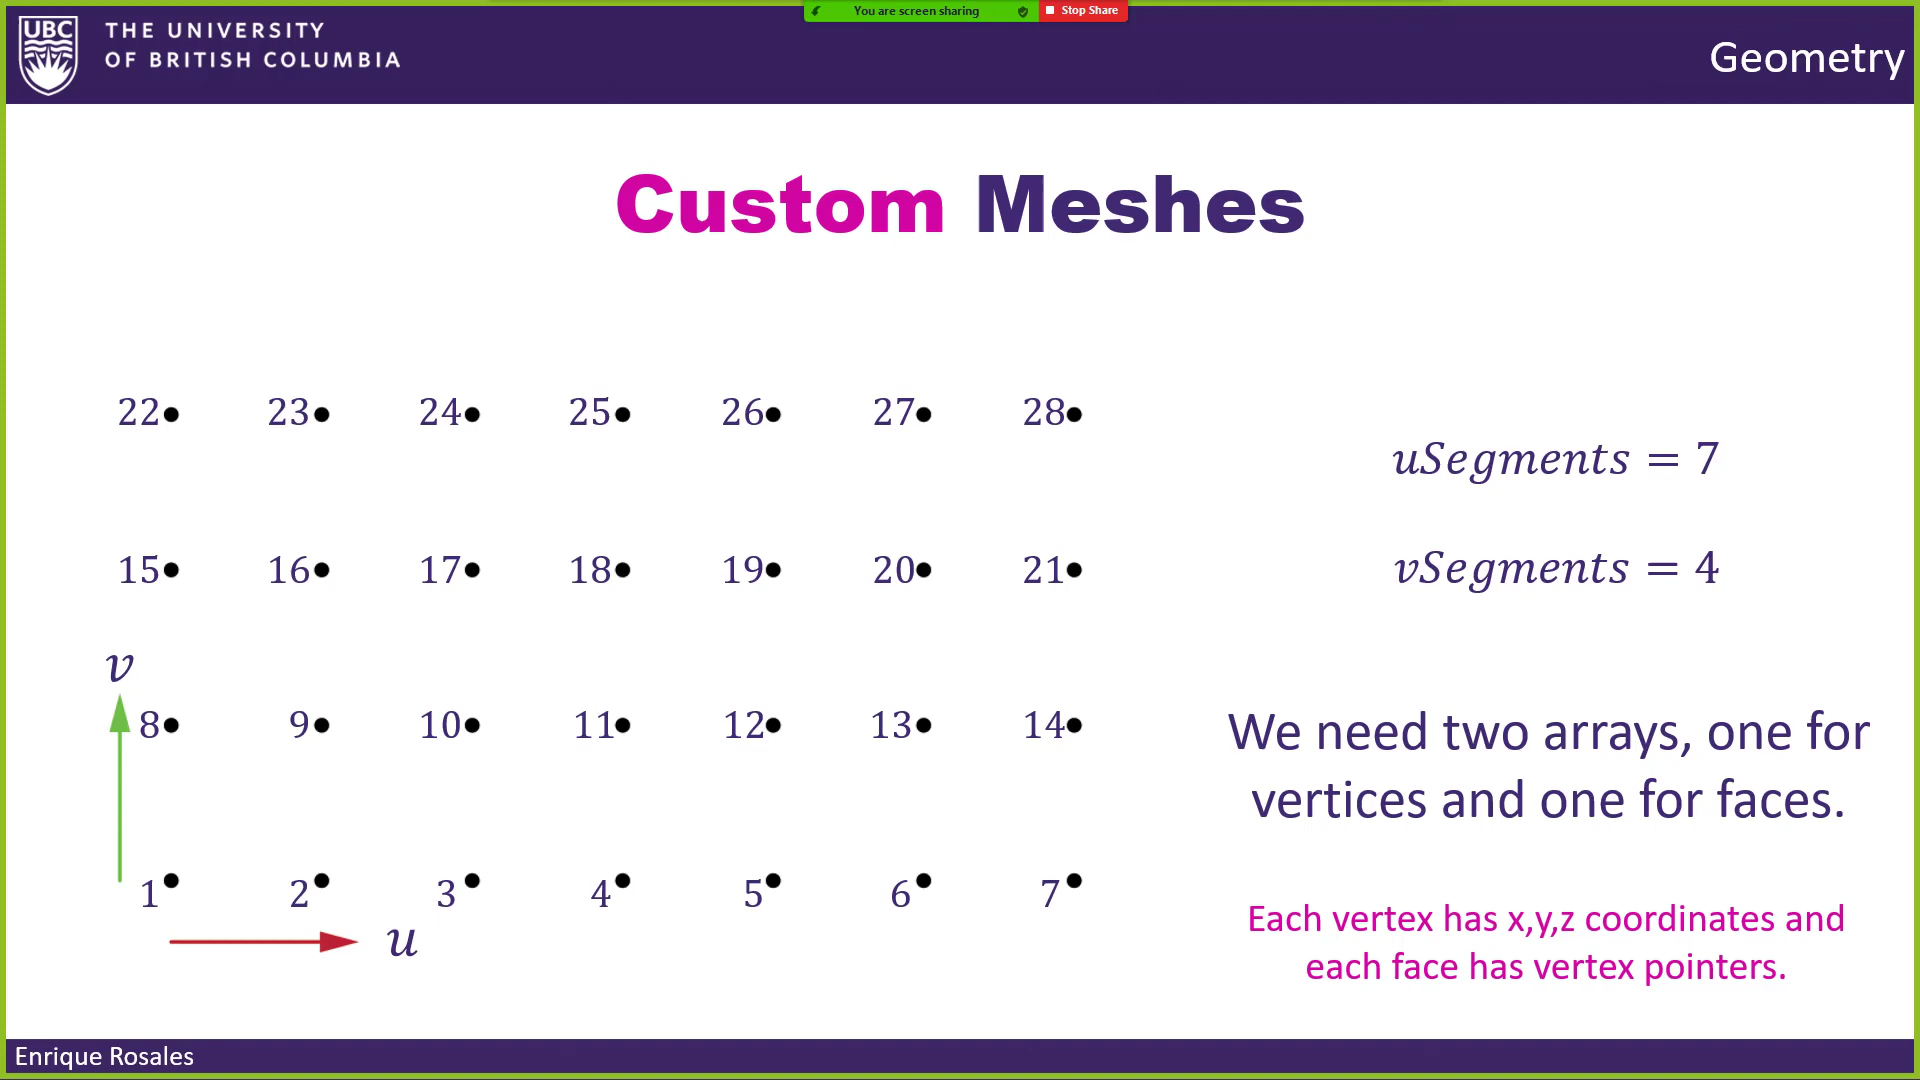 You are screen sharing
Stop Share
UBC
THE UNIVERSITY
OF BRITISH COLUMBIA
Geometry
Custom Meshes
22 23 24 25 26 27 28
uSegments = 7
15 16 17 18 19 20 21
vSegments = 4
v
8 9 10 11 12 13 14
We need two arrays, one for
vertices and one for faces.
1 2 3 4 5 6 7
u
Each vertex has x,y,z coordinates and
each face has vertex pointers.
Enrique Rosales